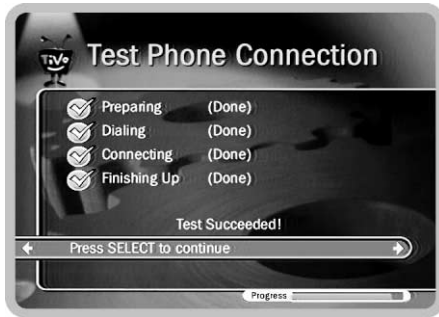 TiVo
Test Phone Connection
Preparing (Done)
Dialing (Done)
Connecting (Done)
Finishing Up (Done)
Test Succeeded!
Press SELECT to continue
Progress